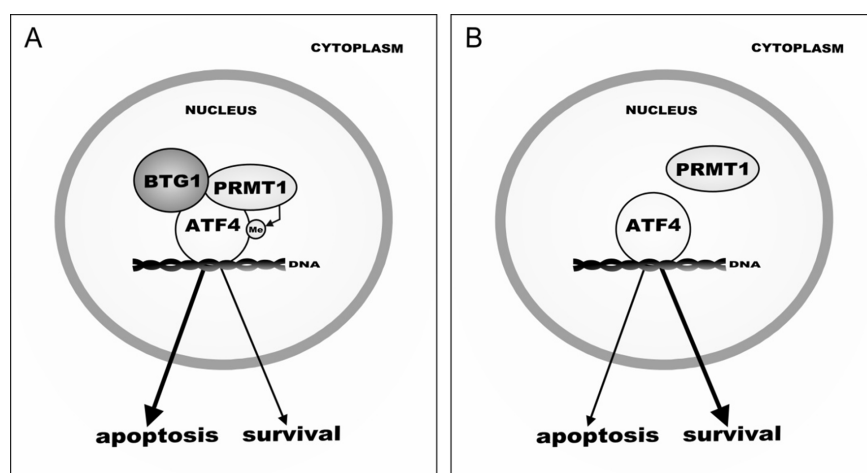 A
CYTOPLASM
NUCLEUS
BTG1
PRMT1
ATF4
Me
DNA
apoptosis survival
B
CYTOPLASM
NUCLEUS
PRMT1
ATF4
DNA
apoptosis survival